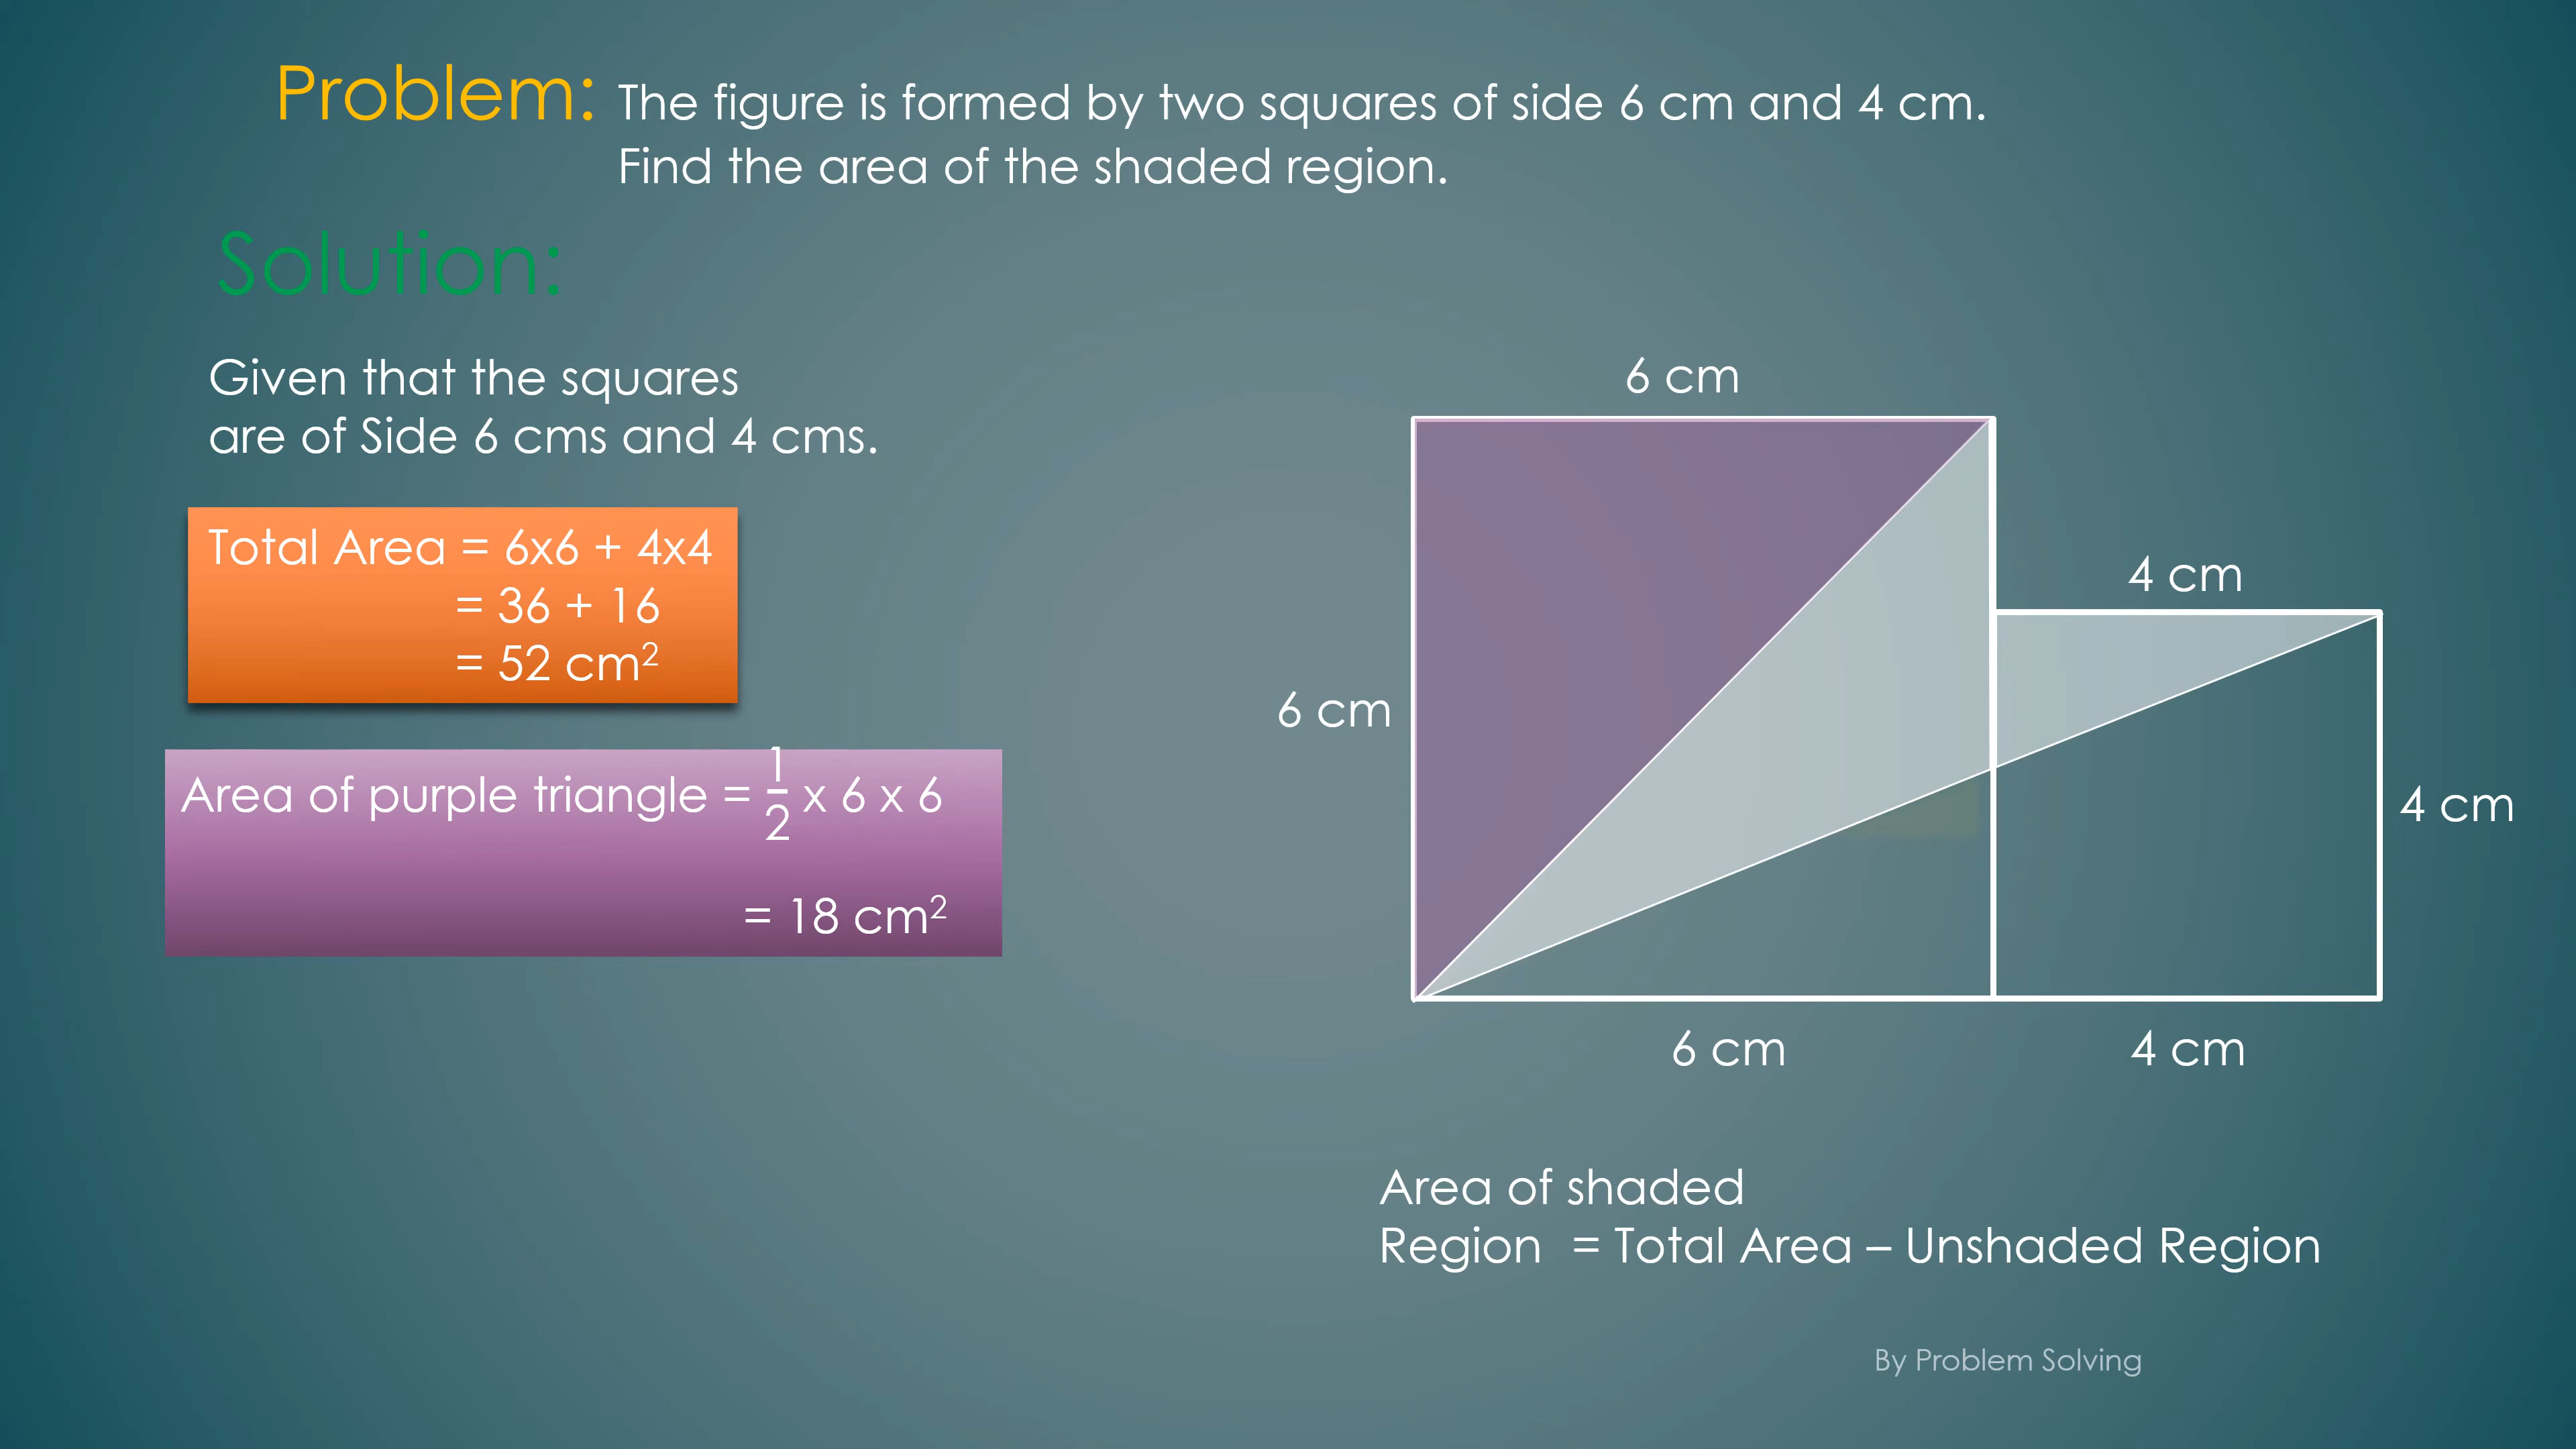 Problem: The figure is formed by two squares of side 6 cm and 4 cm.
Find the area of the shaded region.
Solution:
Given that the squares
are of Side 6 cms and 4 cms.
Total Area = 6x6 + 4x4
= 36 + 16
= 52 cm²
Area of purple triangle = 1/2 x 6 x 6
= 18 cm²
6 cm
4 cm
6 cm
4 cm
6 cm
4 cm
Area of shaded
Region = Total Area – Unshaded Region
By Problem Solving